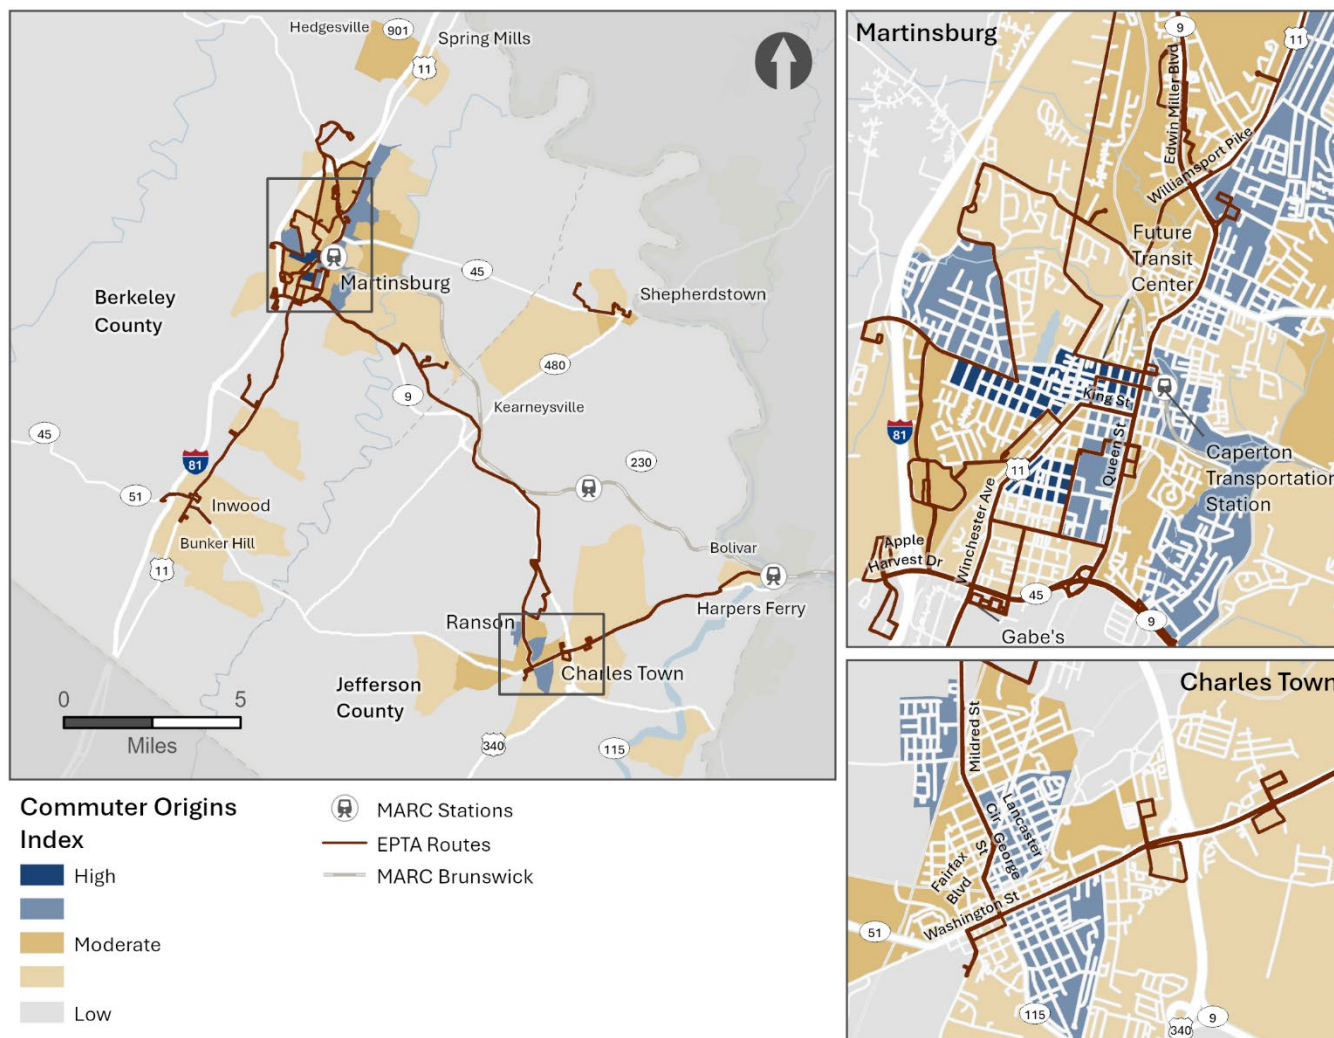 Hedgesville
901
Spring Mills
11
Berkeley
County
Martinsburg
45
Shepherdstown
480
9
Kearneysville
45
81
230
51
Inwood
Bunker Hill
11
Bolivar
Harpers Ferry
Ranson
0
5
Miles
Jefferson
County
Charles Town
340
115
Martinsburg
9
11
Edwin Miller Blvd
Williamsport Pike
Future
Transit
Center
King St
81
11
Queen St
Caperton
Transportation
Station
Winchester Ave
Apple
Harvest Dr
45
9
Gabe's
Charles Town
Mildred St
Lancaster
Cir
George
St
Fairfax
Blvd
Washington St
51
115
340
9
Commuter Origins
Index
High
Moderate
Low
MARC Stations
EPTA Routes
MARC Brunswick